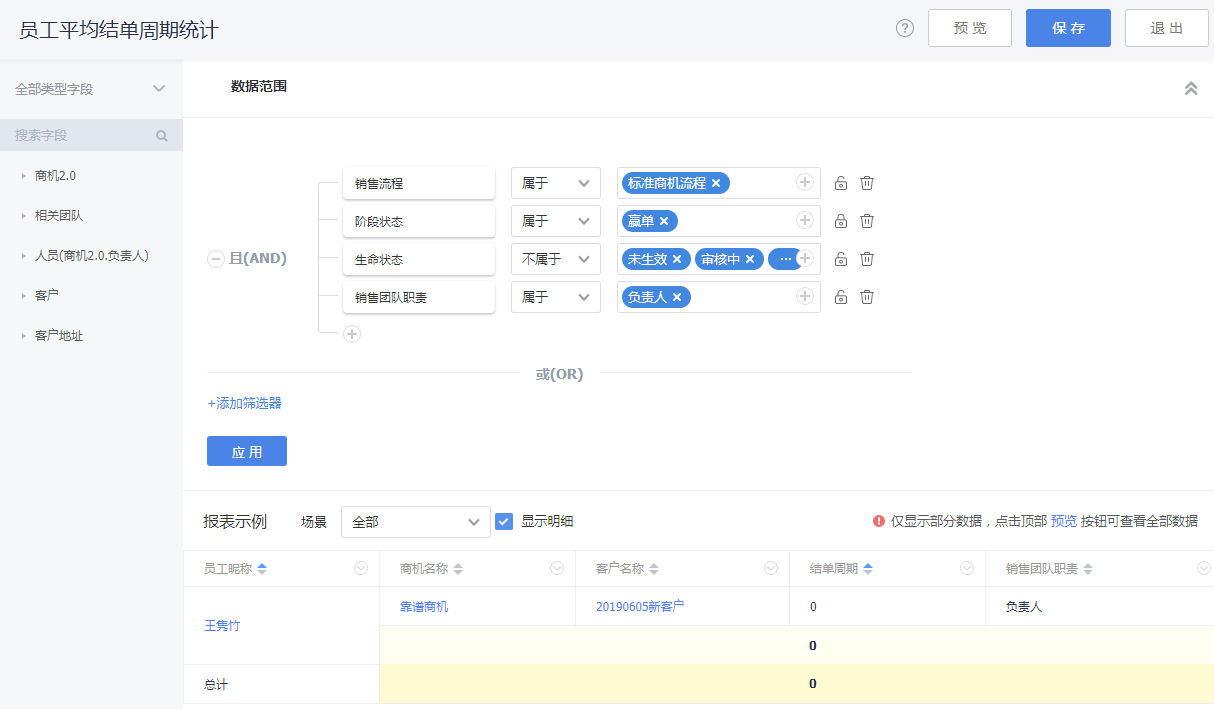 员工平均结单周期统计
? 预览 保存 退出
全部类型字段
数据范围
搜索字段
商机2.0
相关团队
人员(商机2.0.负责人)
客户
客户地址
销售流程 属于 标准商机流程 ×
阶段状态 属于 赢单 ×
且(AND)
生命状态 不属于 未生效 × 审核中 × ...
销售团队职责 属于 负责人 ×
或(OR)
+添加筛选器
应用
报表示例 场景 全部 显示明细 仅显示部分数据，点击顶部 预览 按钮可查看全部数据
员工昵称 商机名称 客户名称 结单周期 销售团队职责
王隽竹 靠谱商机 20190605新客户 0 负责人
0
总计 0